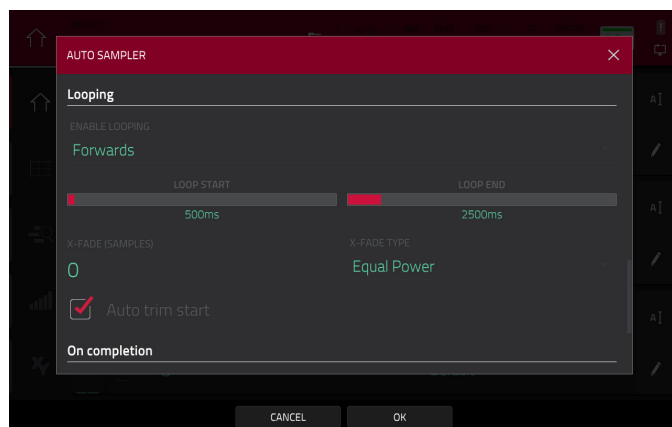 AUTO SAMPLER
Looping
ENABLE LOOPING
Forwards
LOOP START
LOOP END
500ms
2500ms
X-FADE (SAMPLES)
X-FADE TYPE
0
Equal Power
Auto trim start
On completion
CANCEL
OK